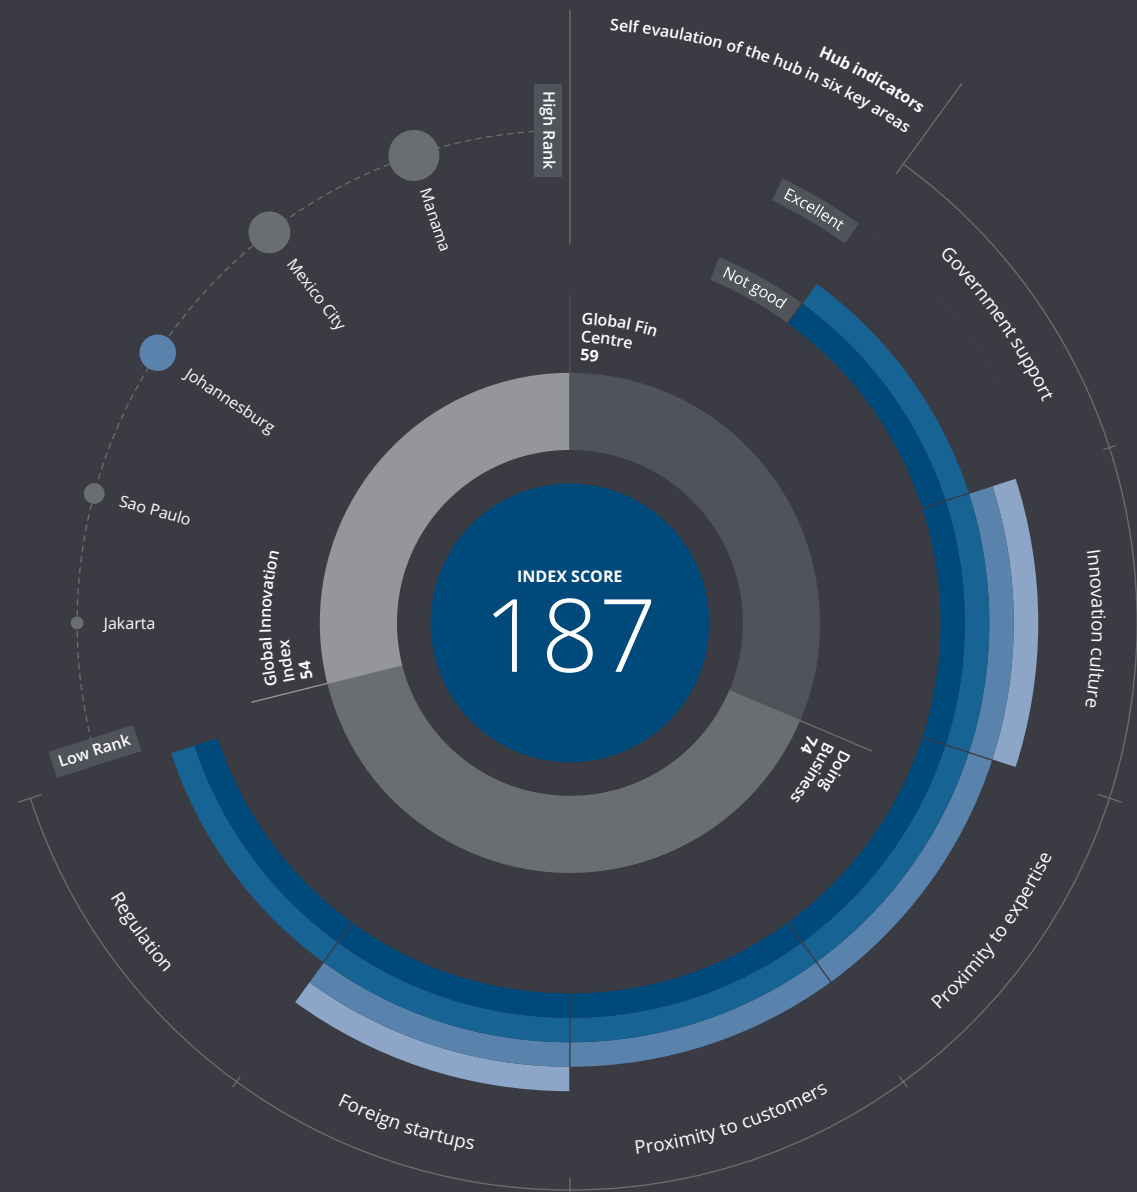 Hub indicators
Self evaulation of the hub in six key areas
High Rank
Manama
Mexico City
Johannesburg
Sao Paulo
Jakarta
Low Rank
Excellent
Not good
Government support
Innovation culture
Proximity to expertise
Proximity to customers
Foreign startups
Regulation
Global Fin
Centre
59
Doing
Business
74
Global Innovation
Index
54
INDEX SCORE
187